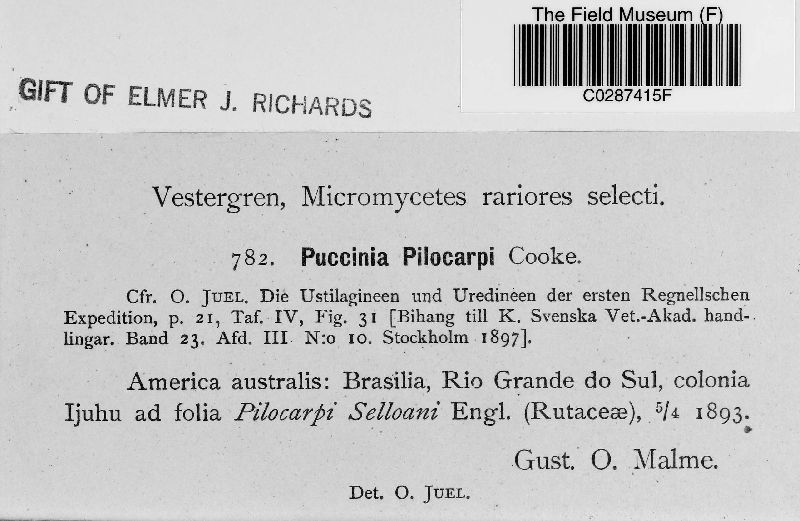 The Field Museum (F)
C0287415F
GIFT OF ELMER J. RICHARDS
Vestergren, Micromycetes rariores selecti.
782. Puccinia Pilocarpi Cooke.
Cfr. O. JUEL. Die Ustilagineen und Uredineen der ersten Regnellschen
Expedition, p. 21, Taf. IV, Fig. 31 [Bihang till K. Svenska Vet.-Akad. hand-
lingar. Band 23. Afd. III N:o 10. Stockholm 1897].
America australis: Brasilia, Rio Grande do Sul, colonia
Ijuhu ad folia Pilocarpi Selloani Engl. (Rutaceæ), 5/4 1893.
Gust. O. Malme.
Det. O. JUEL.